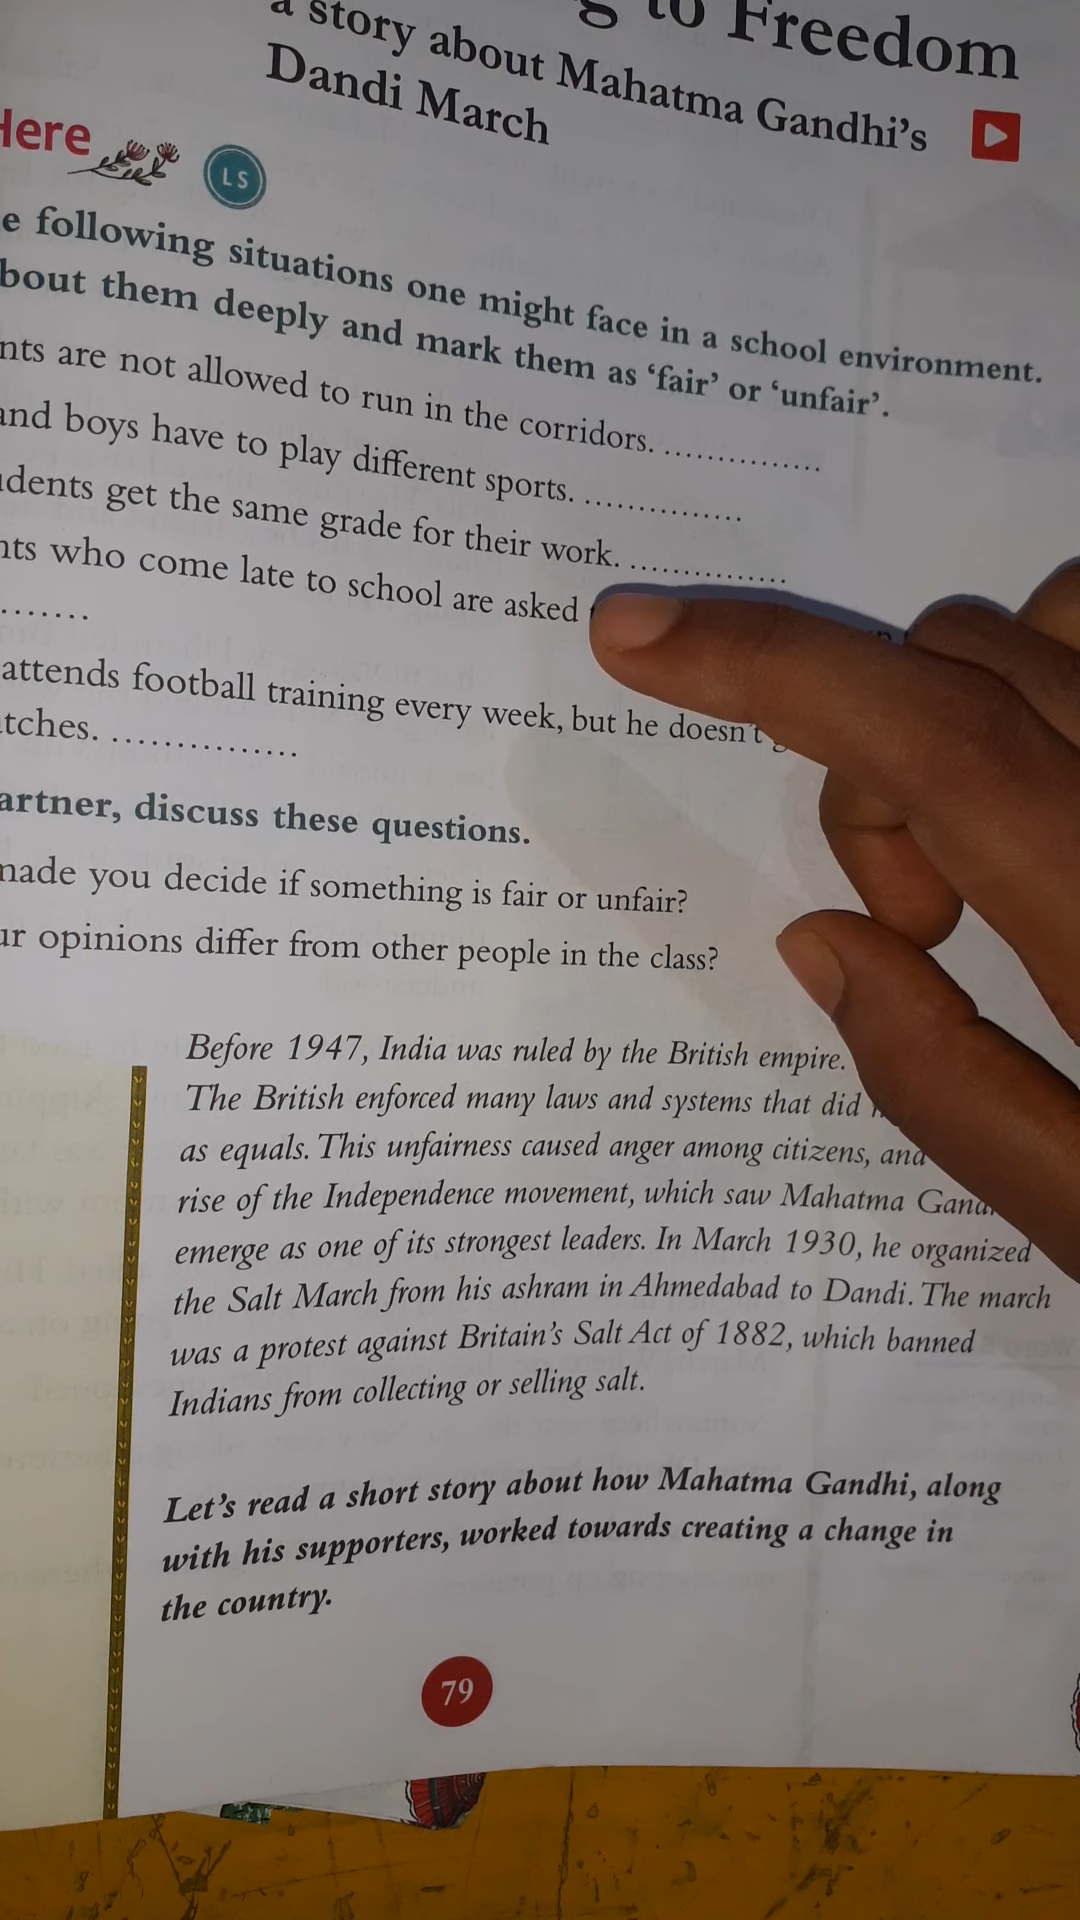 to Freedom
a story about Mahatma Gandhi's
Dandi March
Here
LS
following situations one might face in a school environment.
them deeply and mark them as 'fair' or 'unfair'.
are not allowed to run in the corridors. ...............
and boys have to play different sports. ...............
get the same grade for their work. ...............
who come late to school are asked
.......
attends football training every week, but he doesn't
...............
discuss these questions.
you decide if something is fair or unfair?
opinions differ from other people in the class?
Before 1947, India was ruled by the British empire.
The British enforced many laws and systems that did
as equals. This unfairness caused anger among citizens, and
rise of the Independence movement, which saw Mahatma
emerge as one of its strongest leaders. In March 1930, he organized
the Salt March from his ashram in Ahmedabad to Dandi. The march
was a protest against Britain's Salt Act of 1882, which banned
Indians from collecting or selling salt.
Let's read a short story about how Mahatma Gandhi, along
with his supporters, worked towards creating a change in
the country.
79